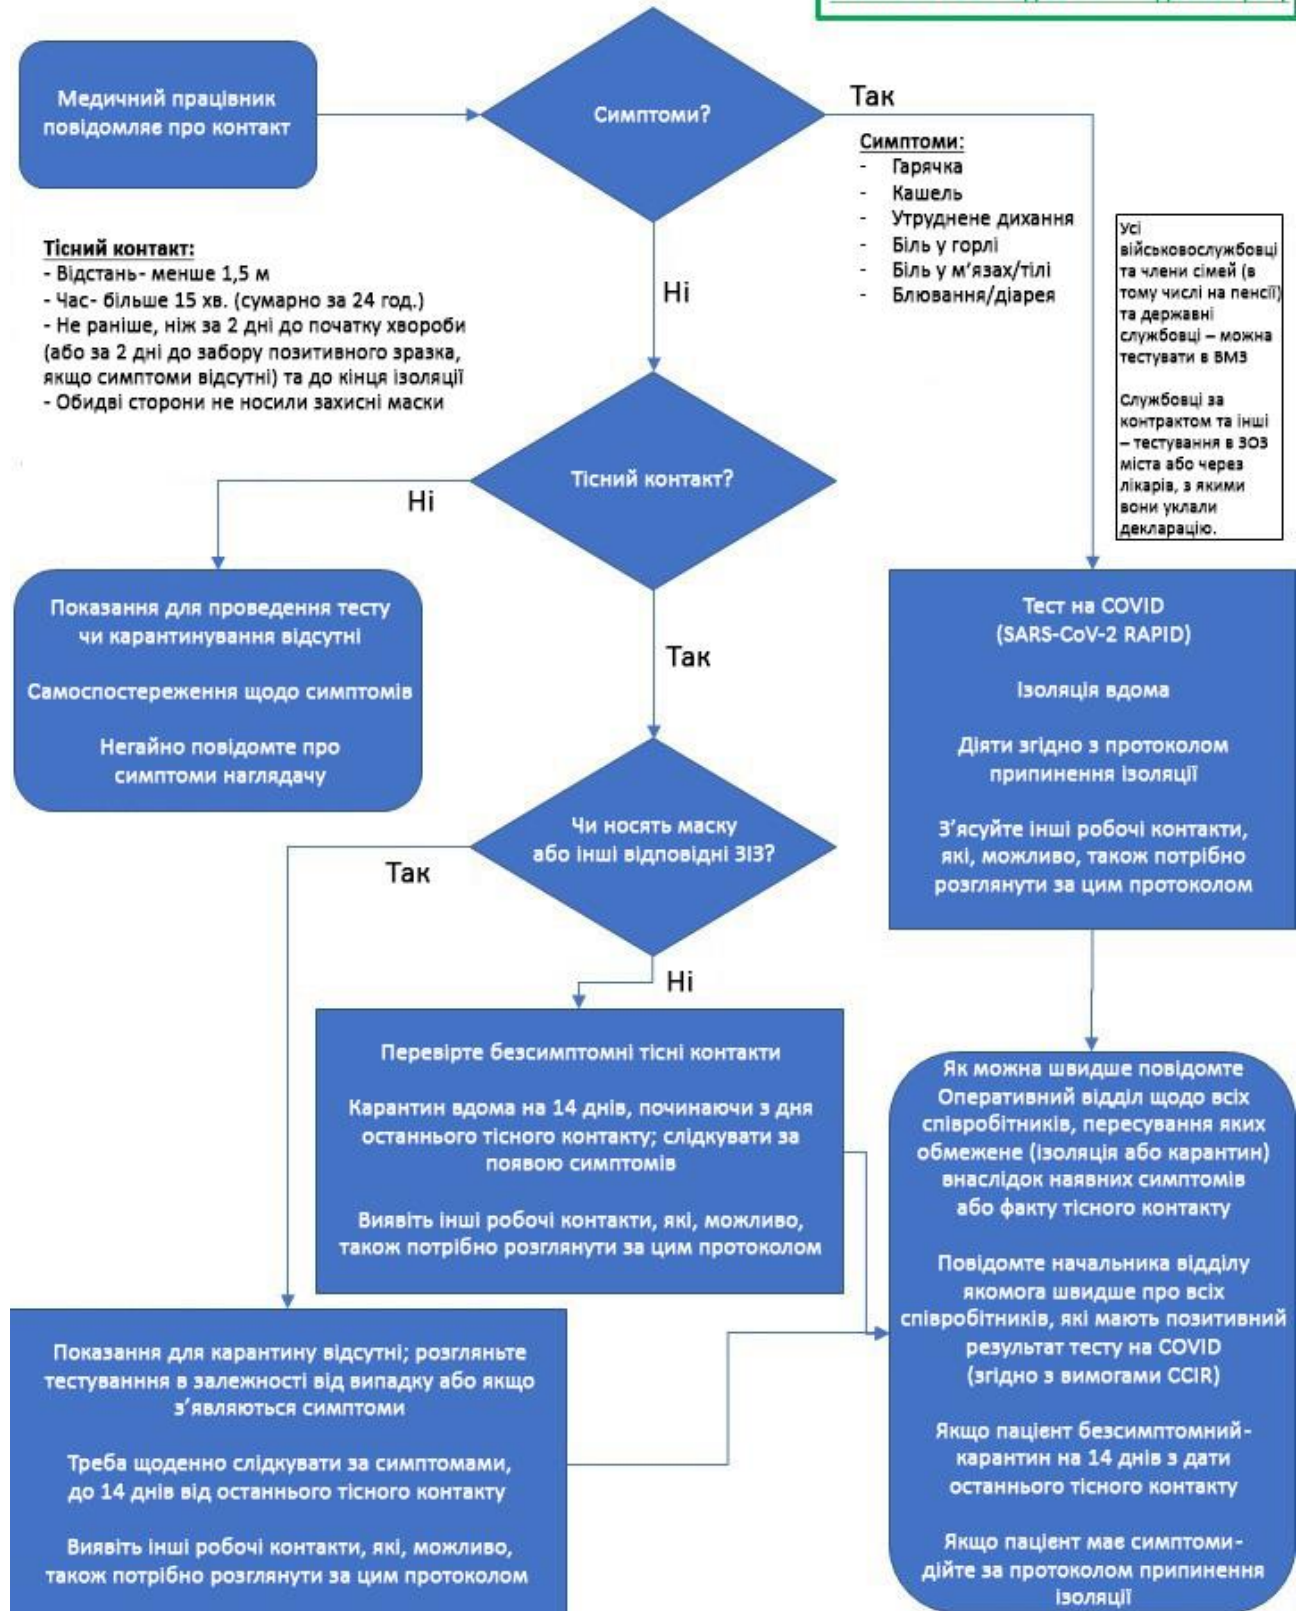 Медичний працівник
повідомляє про контакт
Симптоми?
Так
Симптоми:
- Гарячка
- Кашель
- Утруднене дихання
- Біль у горлі
- Біль у м'язах/тілі
- Блювання/діарея
Усі
військовослужбовці
та члени сімей (в
тому числі на пенсії)
та державні
службовці – можна
тестувати в ВМЗ
Службовці за
контрактом та інші
– тестування в ЗОЗ
міста або через
лікарів, з якими
вони уклали
декларацію.
Тісний контакт:
- Відстань- менше 1,5 м
- Час- більше 15 хв. (сумарно за 24 год.)
- Не раніше, ніж за 2 дні до початку хвороби
(або за 2 дні до забору позитивного зразка,
якщо симптоми відсутні) та до кінця ізоляції
- Обидві сторони не носили захисні маски
Ні
Тісний контакт?
Ні
Показання для проведення тесту
чи карантинування відсутні
Самоспостереження щодо симптомів
Негайно повідомте про
симптоми наглядачу
Так
Тест на COVID
(SARS-CoV-2 RAPID)
Ізоляція вдома
Діяти згідно з протоколом
припинення ізоляції
З'ясуйте інші робочі контакти,
які, можливо, також потрібно
розглянути за цим протоколом
Чи носять маску
або інші відповідні ЗІЗ?
Так
Ні
Перевірте безсимптомні тісні контакти
Карантин вдома на 14 днів, починаючи з дня
останнього тісного контакту; слідкувати за
появою симптомів
Виявіть інші робочі контакти, які, можливо,
також потрібно розглянути за цим протоколом
Як можна швидше повідомте
Оперативний відділ щодо всіх
співробітників, пересування яких
обмежене (ізоляція або карантин)
внаслідок наявних симптомів
або факту тісного контакту
Повідомте начальника відділу
якомога швидше про всіх
співробітників, які мають позитивний
результат тесту на COVID
(згідно з вимогами CCIR)
Якщо пацієнт безсимптомний-
карантин на 14 днів з дати
останнього тісного контакту
Якщо пацієнт має симптоми-
дійте за протоколом припинення
ізоляції
Показання для карантину відсутні; розгляньте
тестуванння в залежності від випадку або якщо
з'являються симптоми
Треба щоденно слідкувати за симптомами,
до 14 днів від останнього тісного контакту
Виявіть інші робочі контакти, які, можливо,
також потрібно розглянути за цим протоколом